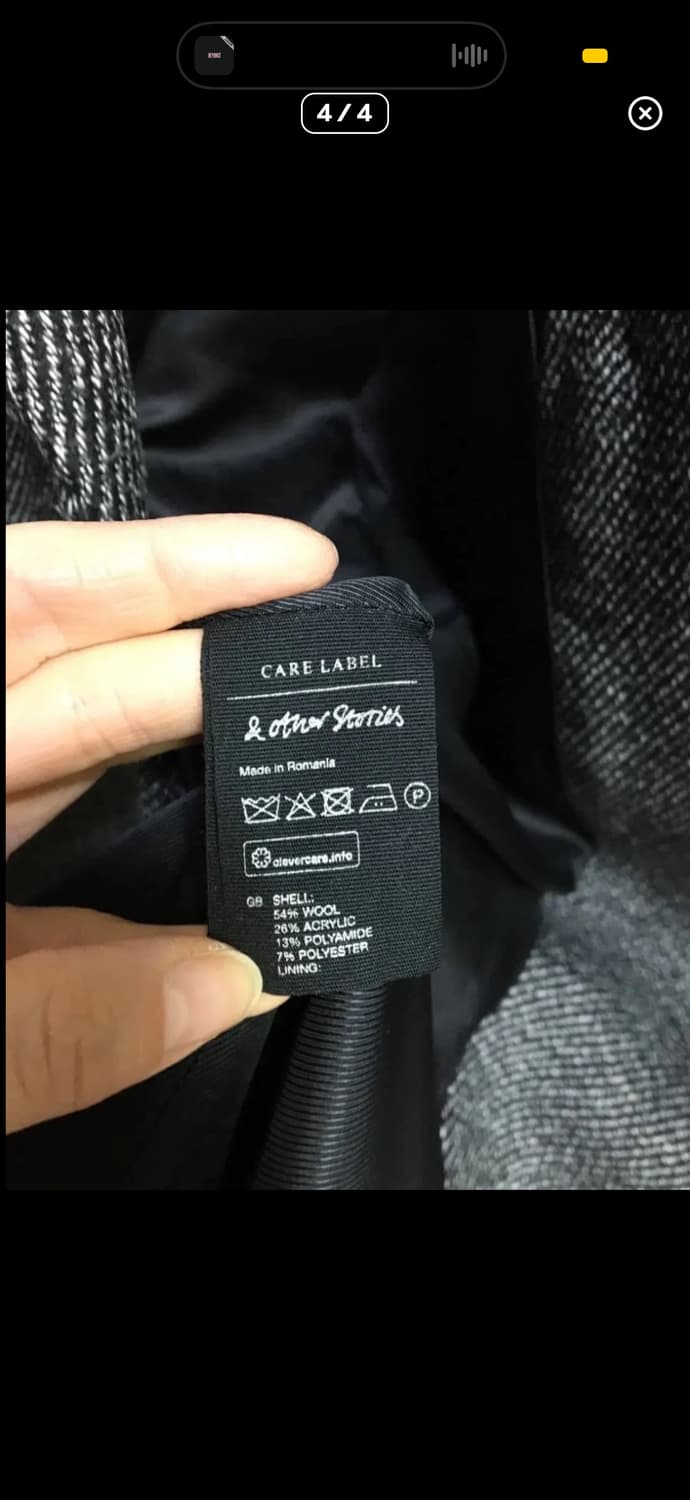 4/4
CARE LABEL
& other Stories
Made in Romania
P
clevercare.info
GB SHELL:
54% WOOL
26% ACRYLIC
13% POLYAMIDE
7% POLYESTER
LINING: